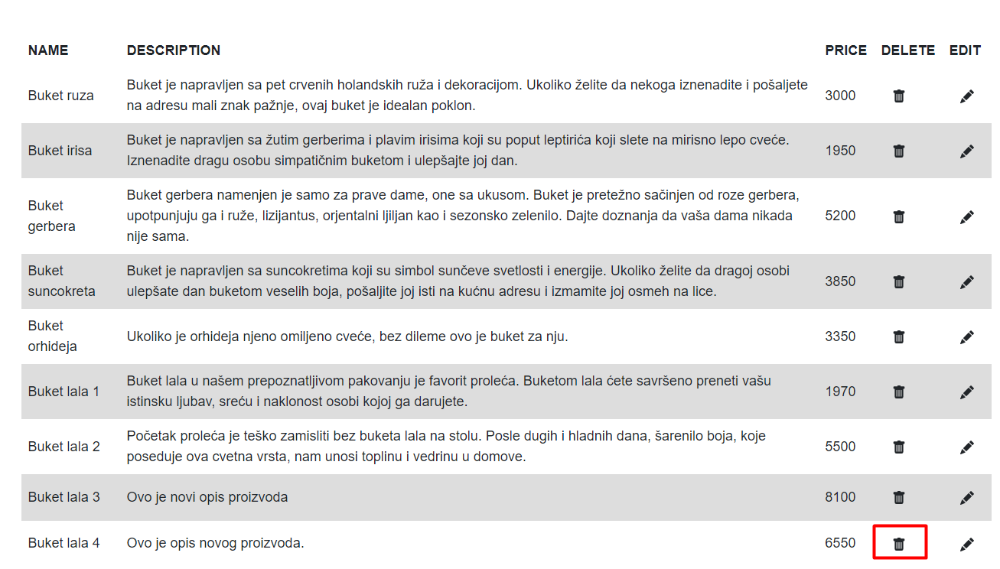 NAME DESCRIPTION PRICE DELETE EDIT
Buket ruza
Buket je napravljen sa pet crvenih holandskih ruža i dekoracijom. Ukoliko želite da nekoga iznenadite i pošaljete
na adresu mali znak pažnje, ovaj buket je idealan poklon.
3000
Buket irisa
Buket je napravljen sa žutim gerberima i plavim irisima koji su poput leptirića koji slete na mirisno lepo cveće.
Iznenadite dragu osobu simpatičnim buketom i ulepšajte joj dan.
1950
Buket
gerbera
Buket gerbera namenjen je samo za prave dame, one sa ukusom. Buket je pretežno sačinjen od roze gerbera,
upotpunjuju ga i ruže, lizijantus, orjentalni ljiljan kao i sezonsko zelenilo. Dajte doznanja da vaša dama nikada
nije sama.
5200
Buket
suncokreta
Buket je napravljen sa suncokretima koji su simbol sunčeve svetlosti i energije. Ukoliko želite da dragoj osobi
ulepšate dan buketom veselih boja, pošaljite joj isti na kućnu adresu i izmamite joj osmeh na lice.
3850
Buket
orhideja
Ukoliko je orhideja njeno omiljeno cveće, bez dileme ovo je buket za nju.
3350
Buket lala 1
Buket lala u našem prepoznatljivom pakovanju je favorit proleća. Buketom lala ćete savršeno preneti vašu
istinsku ljubav, sreću i naklonost osobi kojoj ga darujete.
1970
Buket lala 2
Početak proleća je teško zamisliti bez buketa lala na stolu. Posle dugih i hladnih dana, šarenilo boja, koje
poseduje ova cvetna vrsta, nam unosi toplinu i vedrinu u domove.
5500
Buket lala 3
Ovo je novi opis proizvoda
8100
Buket lala 4
Ovo je opis novog proizvoda.
6550